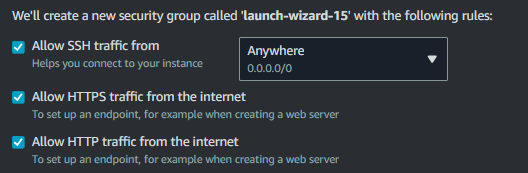 We'll create a new security group called 'launch-wizard-15' with the following rules:
Allow SSH traffic from
Helps you connect to your instance
Anywhere
0.0.0.0/0
Allow HTTPS traffic from the internet
To set up an endpoint, for example when creating a web server
Allow HTTP traffic from the internet
To set up an endpoint, for example when creating a web server